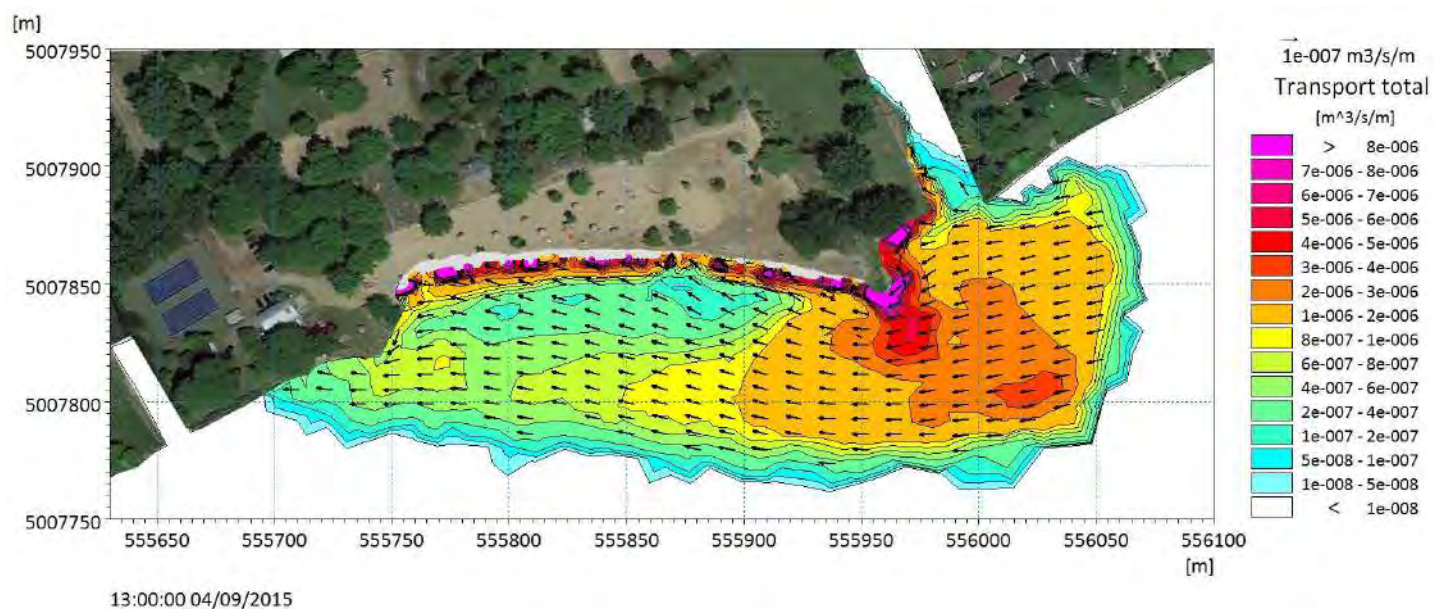 [m]
5007950
5007900
5007850
5007800
5007750
555650 555700 555750 555800 555850 555900 555950 556000 556050 556100
[m]
13:00:00 04/09/2015
1e-007 m3/s/m
Transport total
[m^3/s/m]
> 8e-006
7e-006 - 8e-006
6e-006 - 7e-006
5e-006 - 6e-006
4e-006 - 5e-006
3e-006 - 4e-006
2e-006 - 3e-006
1e-006 - 2e-006
8e-007 - 1e-006
6e-007 - 8e-007
4e-007 - 6e-007
2e-007 - 4e-007
1e-007 - 2e-007
5e-008 - 1e-007
1e-008 - 5e-008
< 1e-008